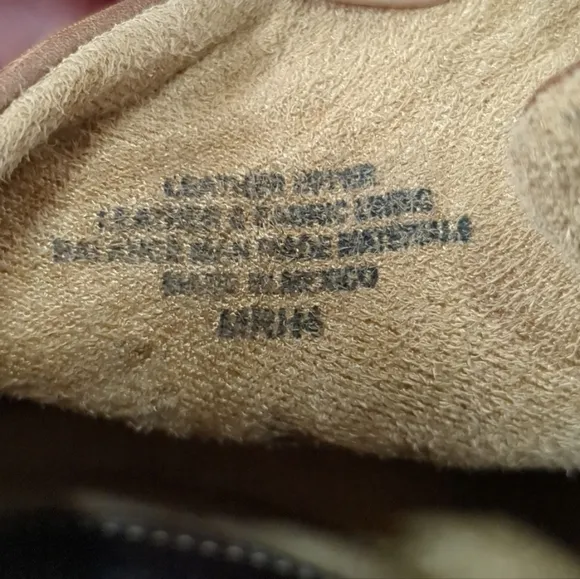 LEATHER UPPER
LEATHER & FABRIC LINING
BALANCE MAN MADE MATERIALS
MADE IN MEXICO